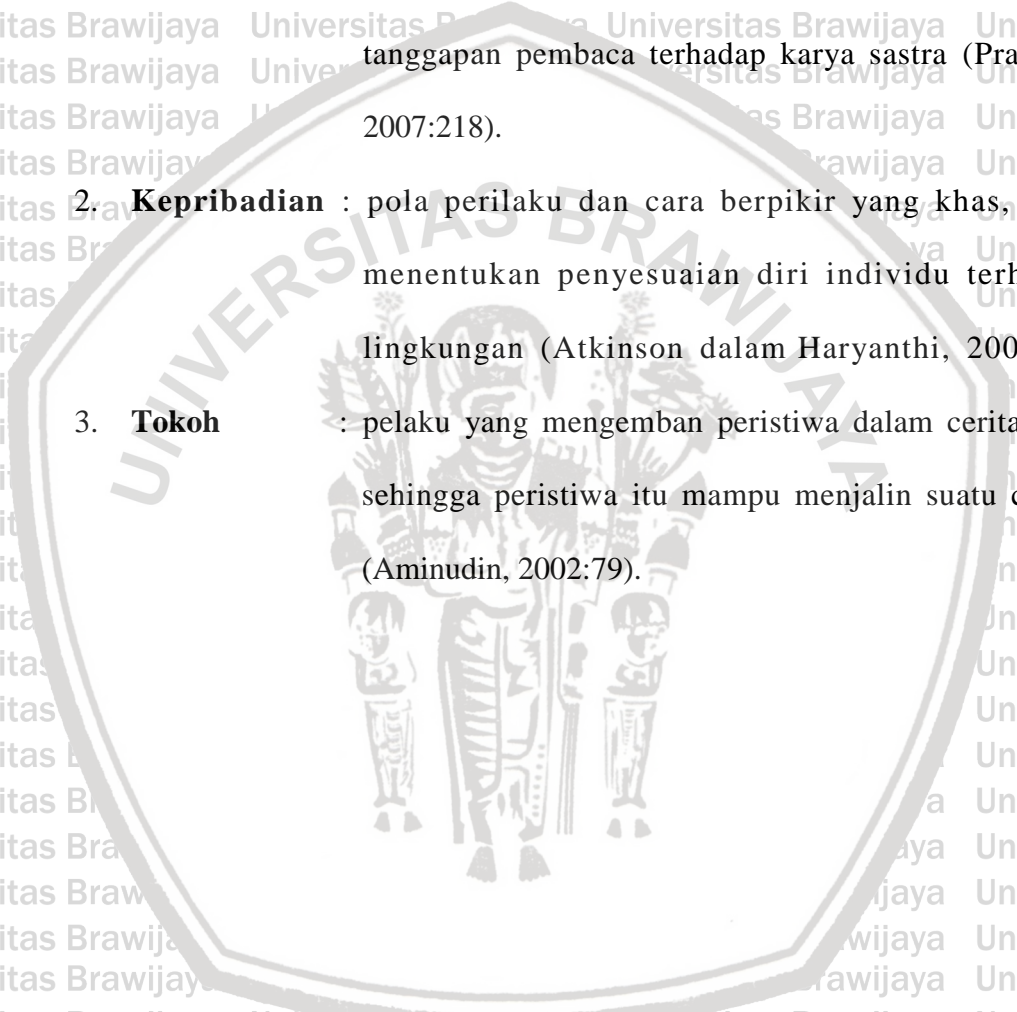 tanggapan pembaca terhadap karya sastra (Pra
2007:218).
2. Kepribadian : pola perilaku dan cara berpikir yang khas,
menentukan penyesuaian diri individu terh
lingkungan (Atkinson dalam Haryanthi, 200
3. Tokoh : pelaku yang mengemban peristiwa dalam cerita
sehingga peristiwa itu mampu menjalin suatu c
(Aminudin, 2002:79).
UNIVERSITAS BRAWIJAYA